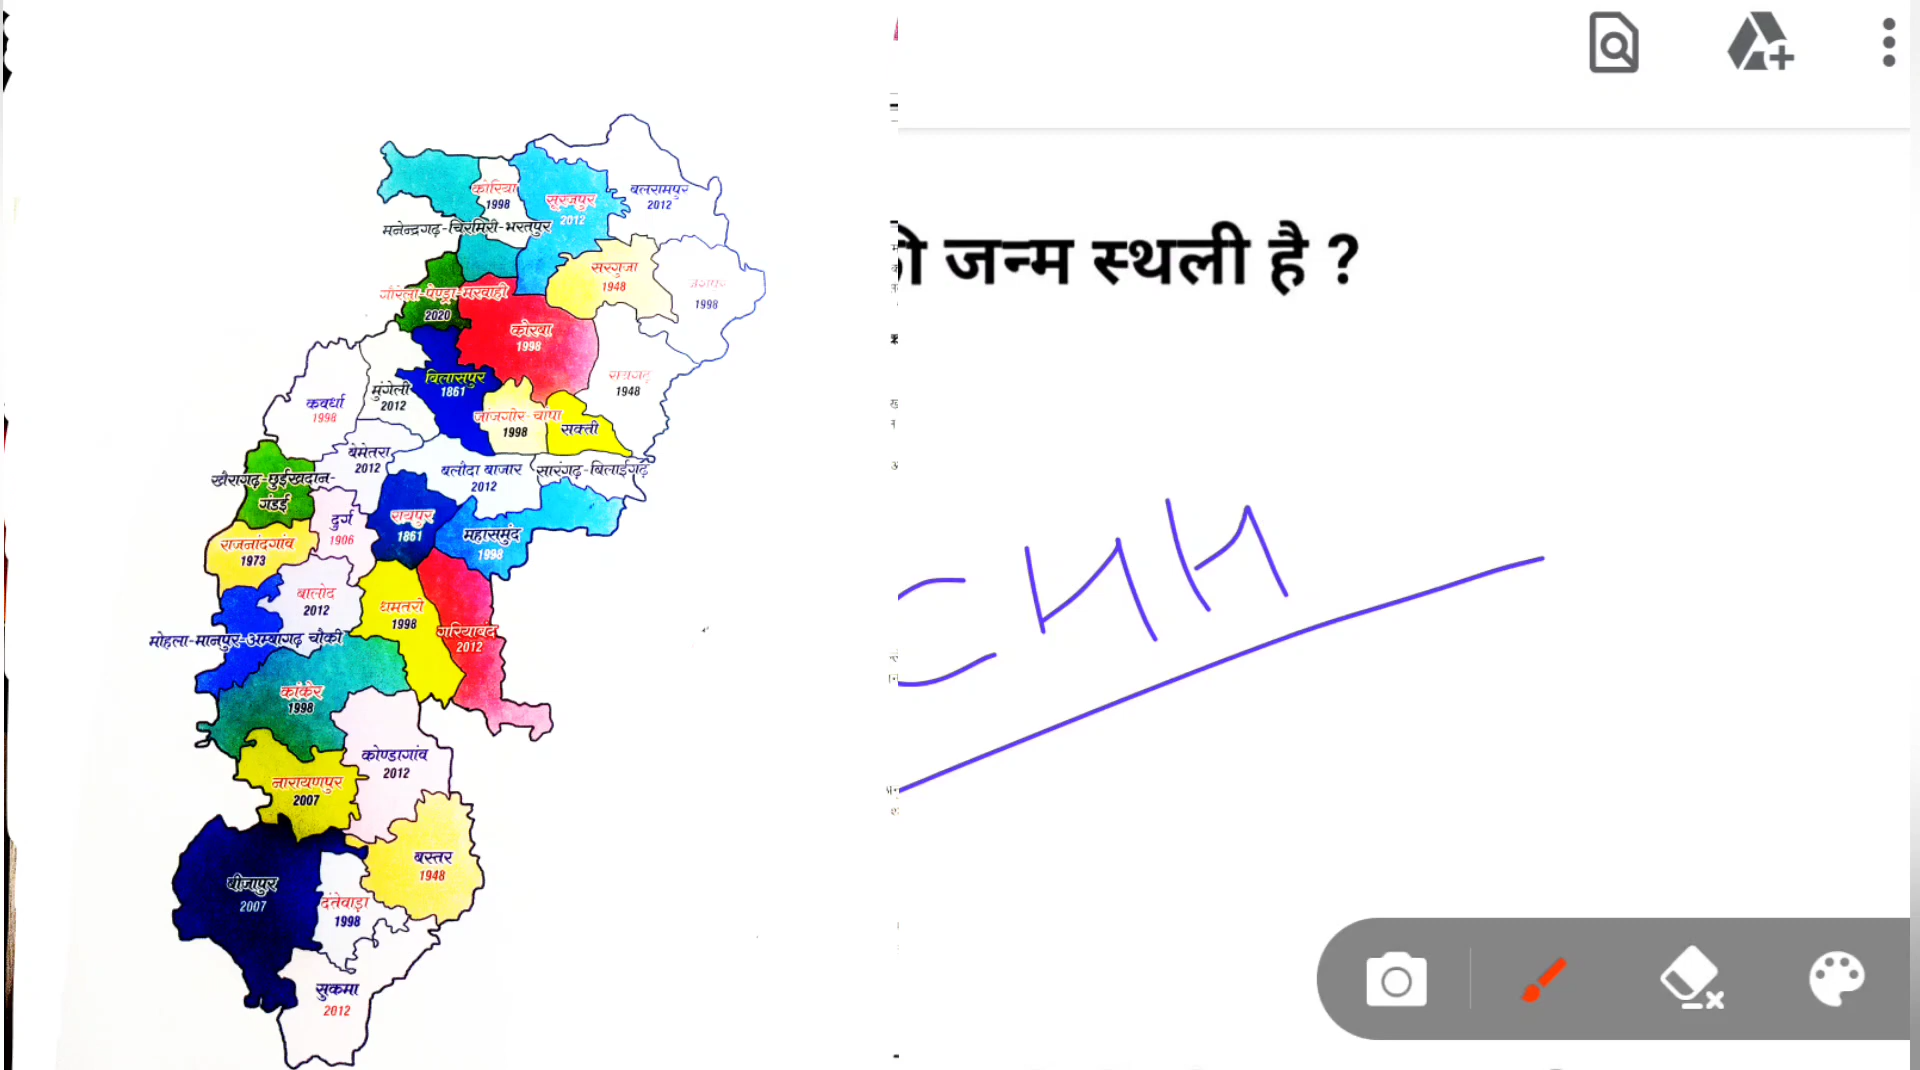 कोरिया
1998
सूरजपुर
2012
बलरामपुर
2012
मनेन्द्रगढ़-चिरमिरी-भरतपुर
सरगुजा
1948
जशपुर
1998
गौरेला-पेण्ड्रा-मरवाही
2020
कोरबा
1998
रायगढ़
1948
बिलासपुर
1861
मुंगेली
2012
कवर्धा
1998
जांजगीर-चांपा
1998
सक्ती
बेमेतरा
2012
बलौदा बाजार
2012
सारंगढ़-बिलाईगढ़
खैरागढ़-छुईखदान-
गंडई
दुर्ग
1906
रायपुर
1861
महासमुंद
1998
राजनांदगांव
1973
बालोद
2012
धमतरी
1998
गरियाबंद
2012
मोहला-मानपुर-अम्बागढ़ चौकी
कांकेर
1998
कोण्डागांव
2012
नारायणपुर
2007
बस्तर
1948
बीजापुर
2007
दंतेवाड़ा
1998
सुकमा
2012
जन्म स्थली है ?